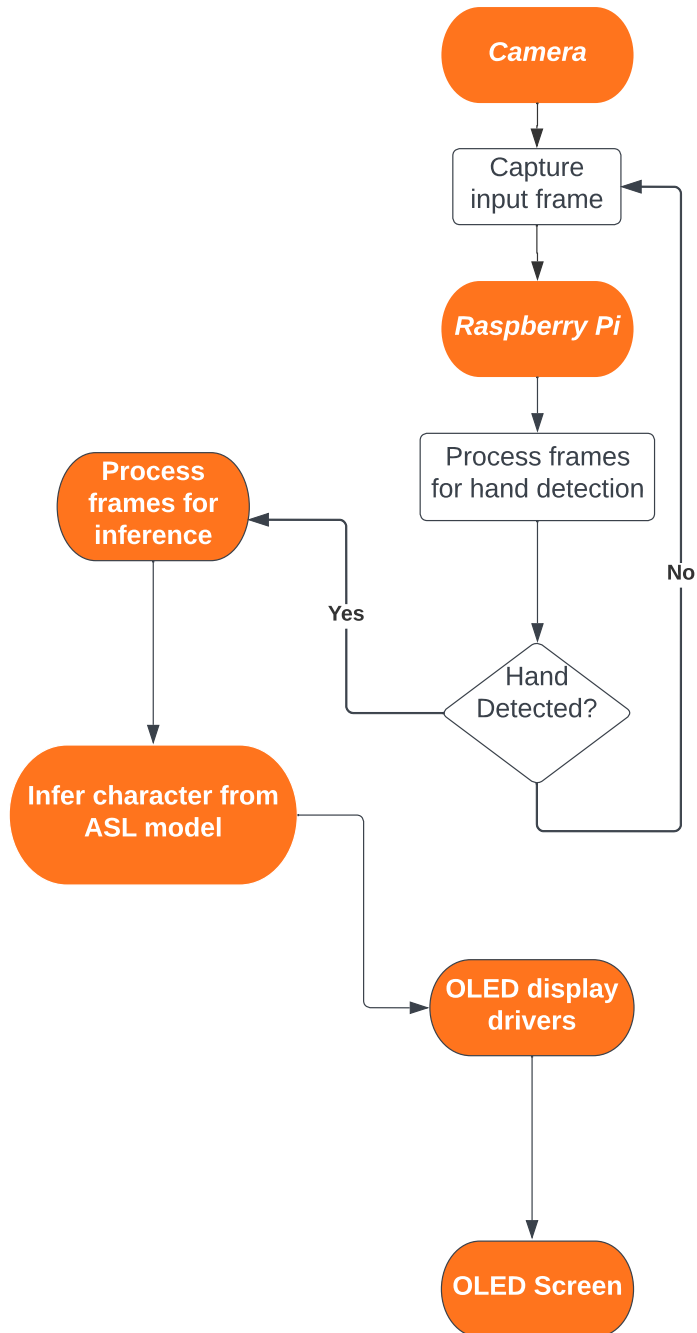 Camera
Capture
input frame
Raspberry Pi
Process frames
for hand detection
Process
frames for
inference
No
Yes
Hand
Detected?
Infer character from
ASL model
OLED display
drivers
OLED Screen